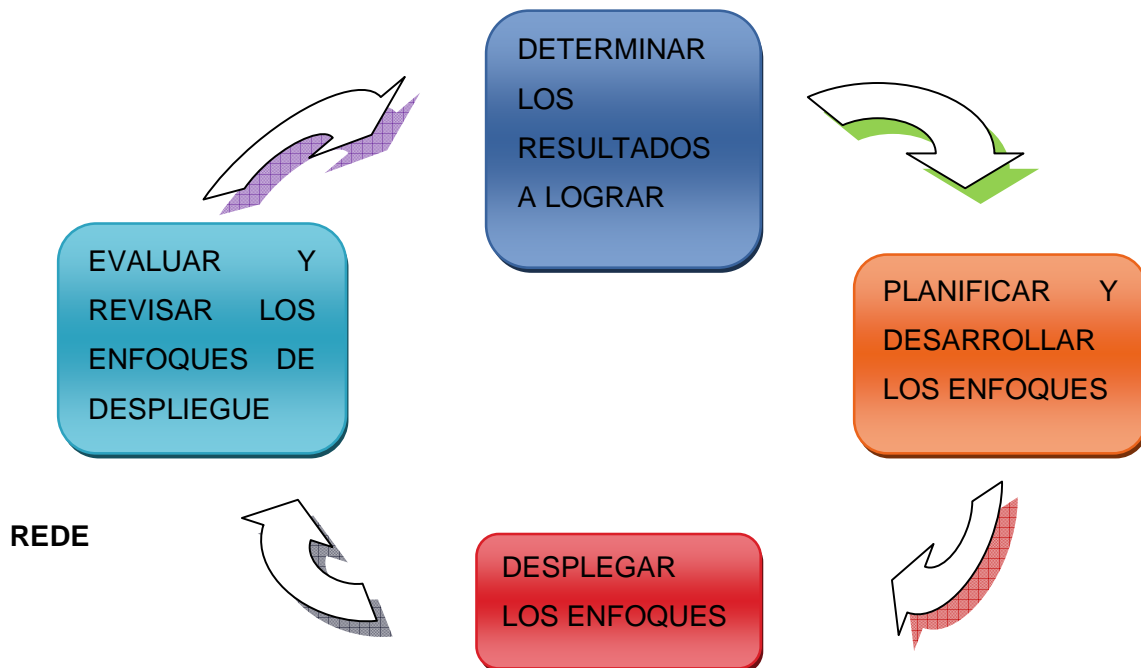 DETERMINAR
LOS
RESULTADOS
A LOGRAR
PLANIFICAR Y
DESARROLLAR
LOS ENFOQUES
DESPLEGAR
LOS ENFOQUES
EVALUAR Y
REVISAR LOS
ENFOQUES DE
DESPLIEGUE
REDE